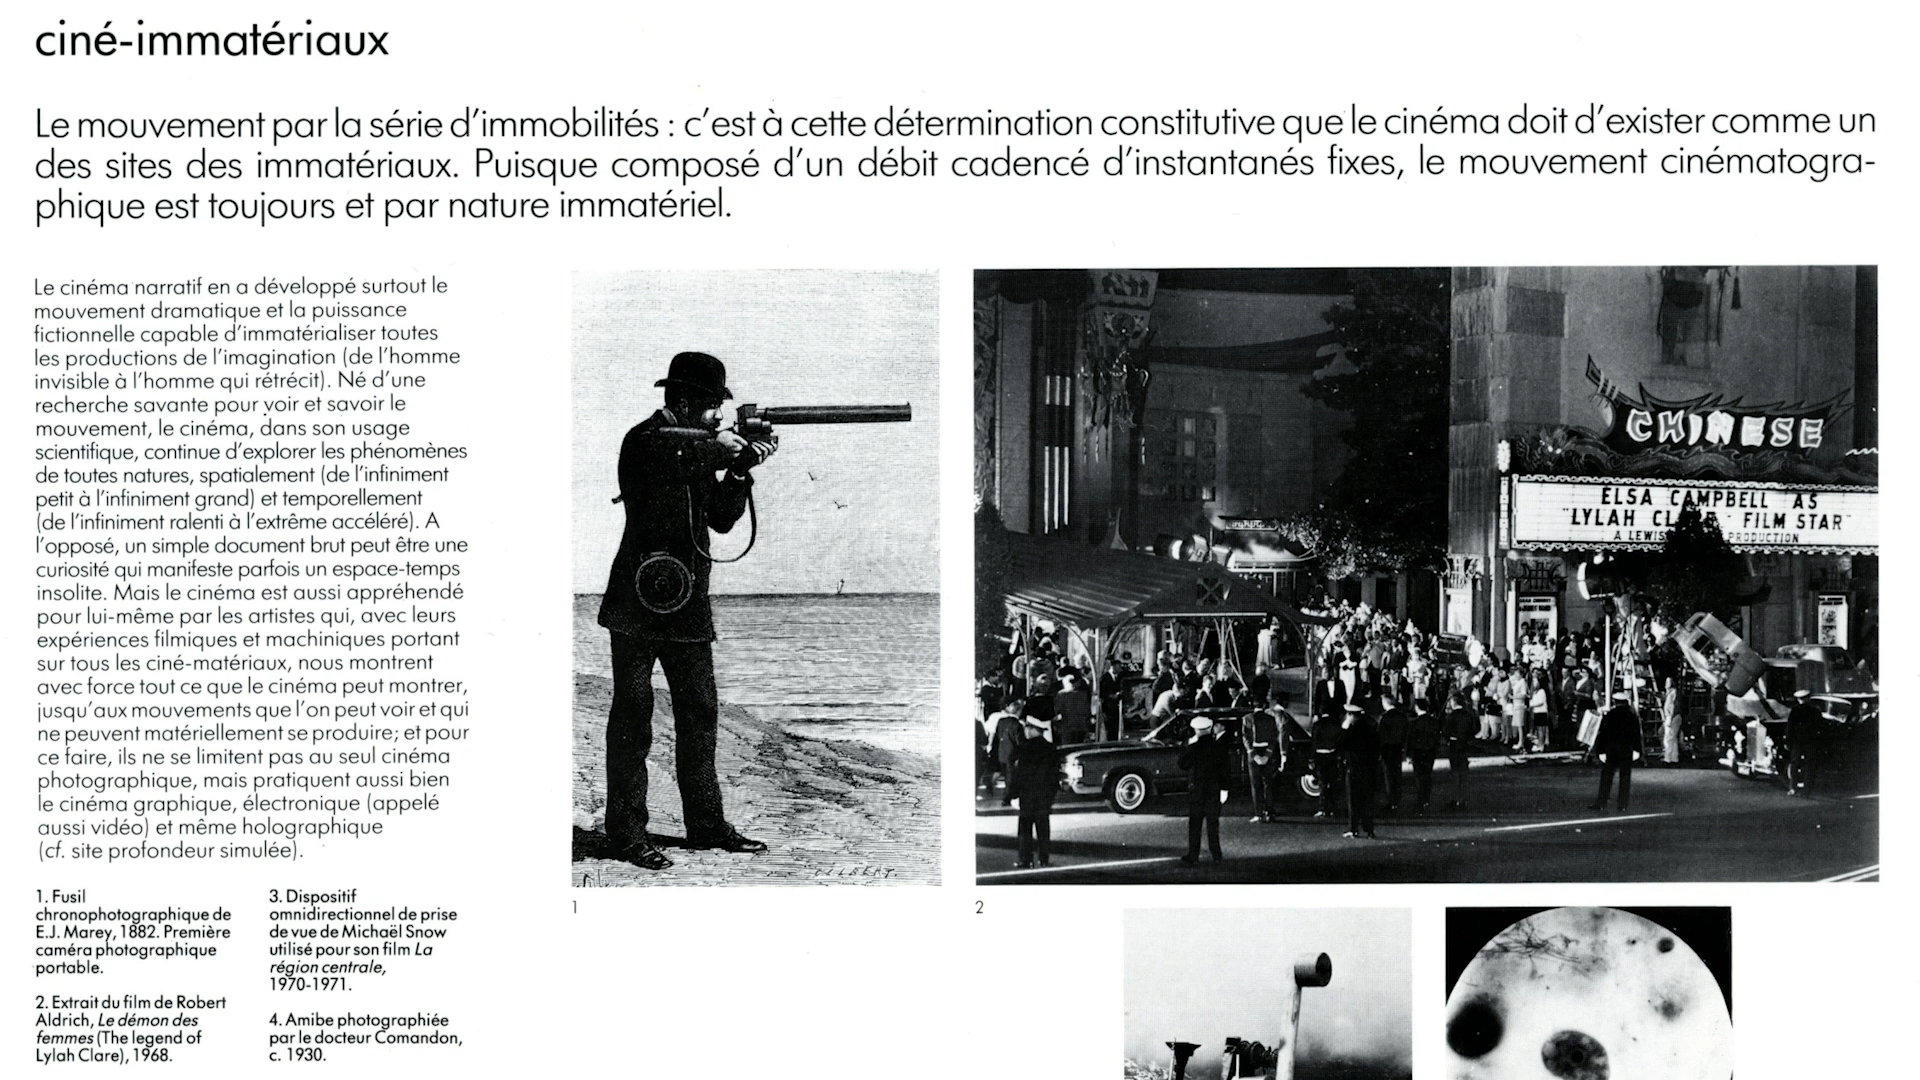 ciné-immatériaux
Le mouvement par la série d'immobilités : c'est à cette détermination constitutive que le cinéma doit d'exister comme un
des sites des immatériaux. Puisque composé d'un débit cadencé d'instantanés fixes, le mouvement cinématogra-
phique est toujours et par nature immatériel.
Le cinéma narratif en a développé surtout le
mouvement dramatique et la puissance
fictionnelle capable d'immatérialiser toutes
les productions de l'imagination (de l'homme
invisible à l'homme qui rétrécit). Né d'une
recherche savante pour voir et savoir le
mouvement, le cinéma, dans son usage
scientifique, continue d'explorer les phénomènes
de toutes natures, spatialement (de l'infiniment
petit à l'infiniment grand) et temporellement
(de l'infiniment ralenti à l'extrême accéléré). A
l'opposé, un simple document brut peut être une
curiosité qui manifeste parfois un espace-temps
insolite. Mais le cinéma est aussi appréhendé
pour lui-même par les artistes qui, avec leurs
expériences filmiques et machiniques portant
sur tous les ciné-matériaux, nous montrent
avec force tout ce que le cinéma peut montrer,
jusqu'aux mouvements que l'on peut voir et qui
ne peuvent matériellement se produire; et pour
ce faire, ils ne se limitent pas au seul cinéma
photographique, mais pratiquent aussi bien
le cinéma graphique, électronique (appelé
aussi vidéo) et même holographique
(cf. site profondeur simulée).
1. Fusil
chronophotographique de
E.J. Marey, 1882. Première
caméra photographique
portable.
2. Extrait du film de Robert
Aldrich, Le démon des
femmes (The legend of
Lylah Clare), 1968.
3. Dispositif
omnidirectionnel de prise
de vue de Michaël Snow
utilisé pour son film La
région centrale,
1970-1971.
4. Amibe photographiée
par le docteur Comandon,
c. 1930.
1
CHINESE
ELSA CAMPBELL AS
"LYLAH FILM STAR"
A PRODUCTION
2